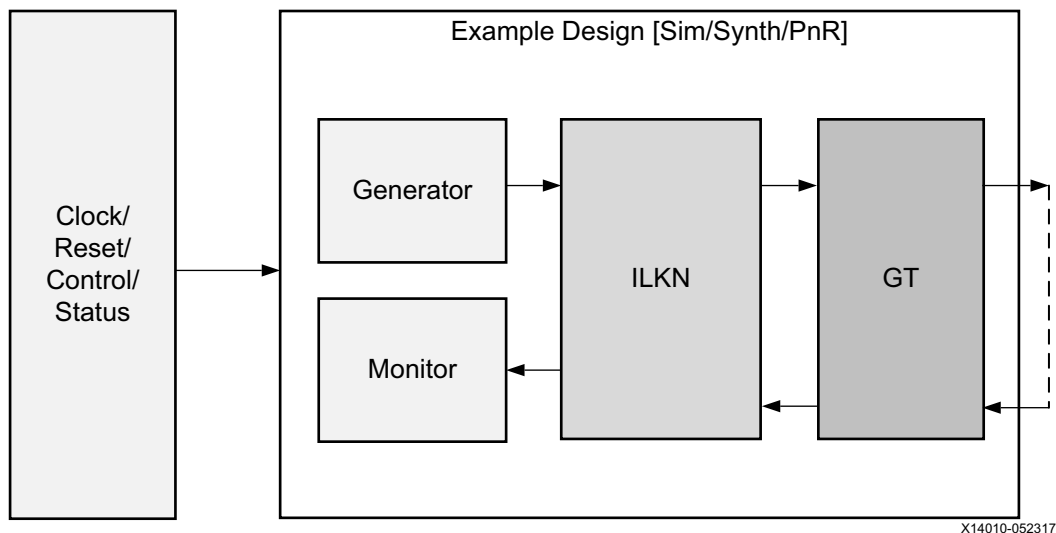 Example Design [Sim/Synth/PnR]
Clock/
Reset/
Control/
Status
Generator
Monitor
ILKN
GT
X14010-052317